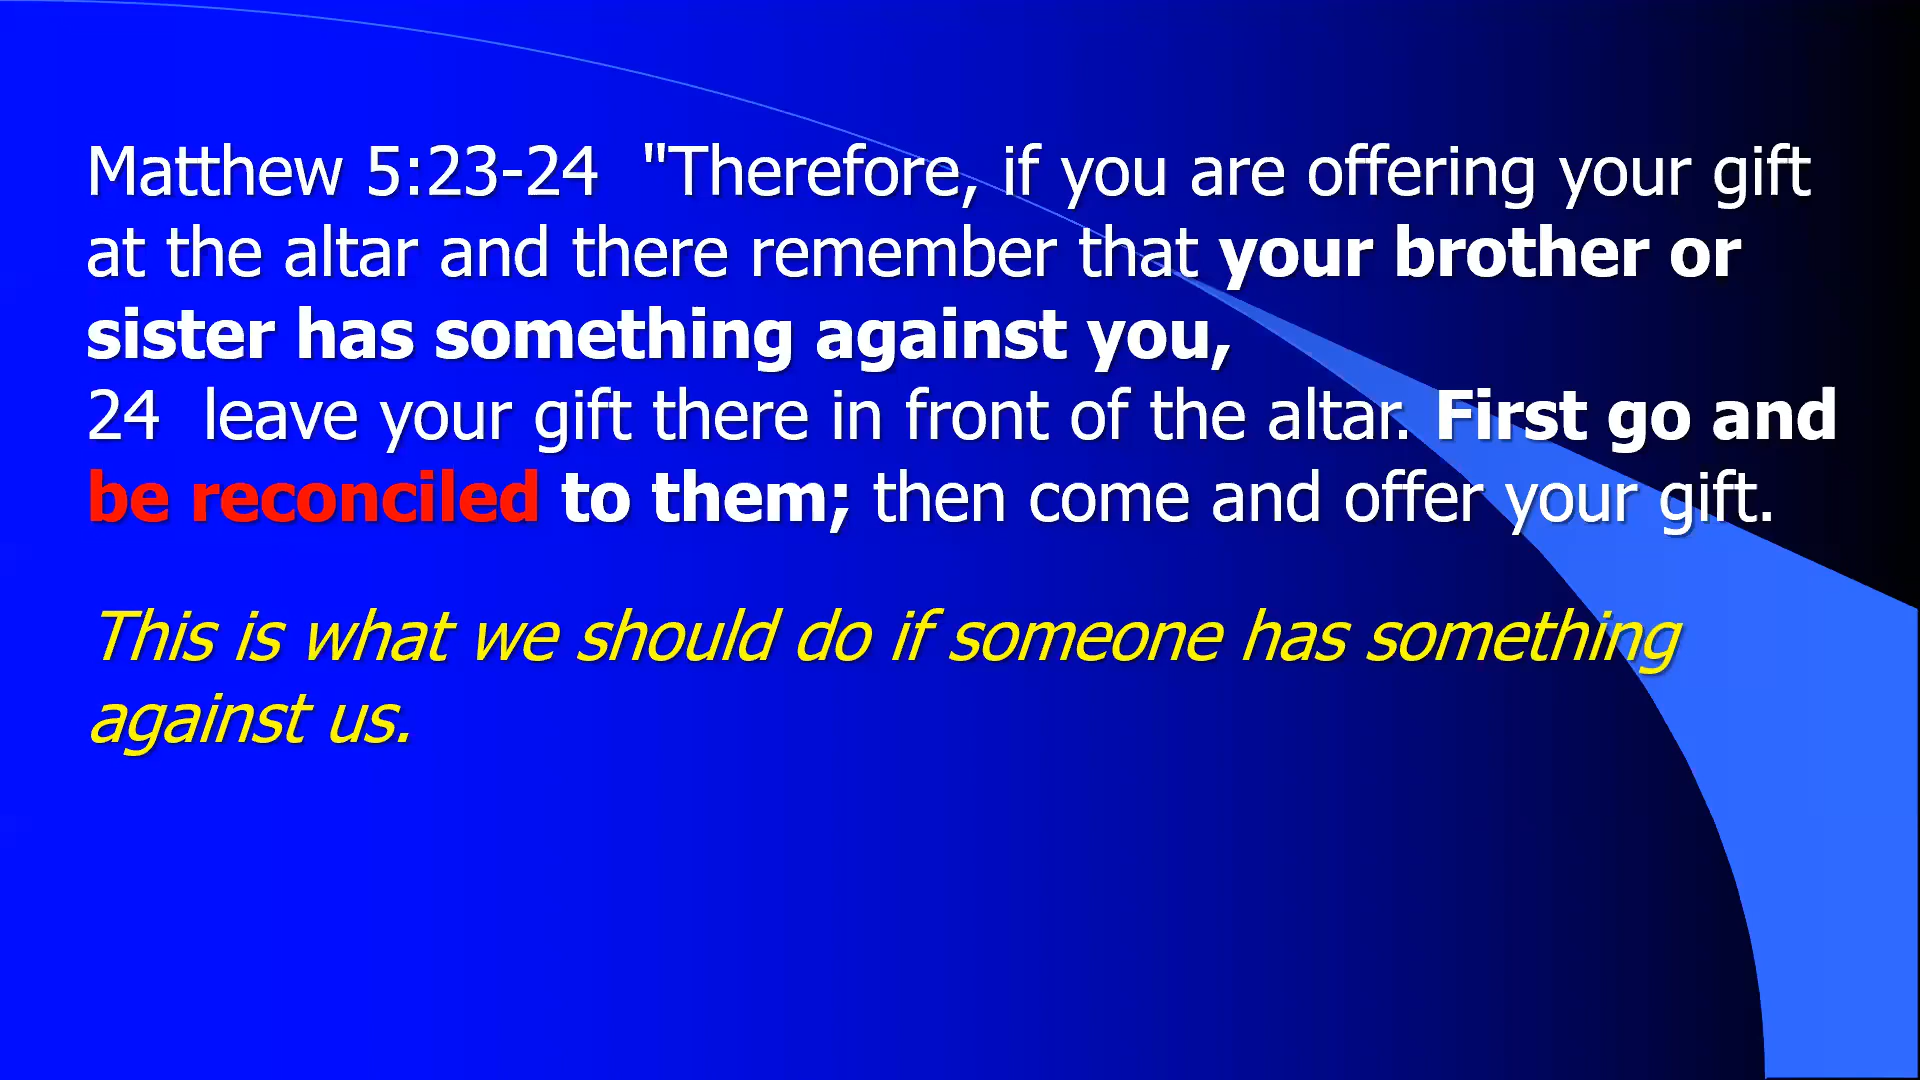 Matthew 5:23-24  "Therefore, if you are offering your gift
at the altar and there remember that your brother or
sister has something against you,
24  leave your gift there in front of the altar. First go and
be reconciled to them; then come and offer your gift.
This is what we should do if someone has something
against us.